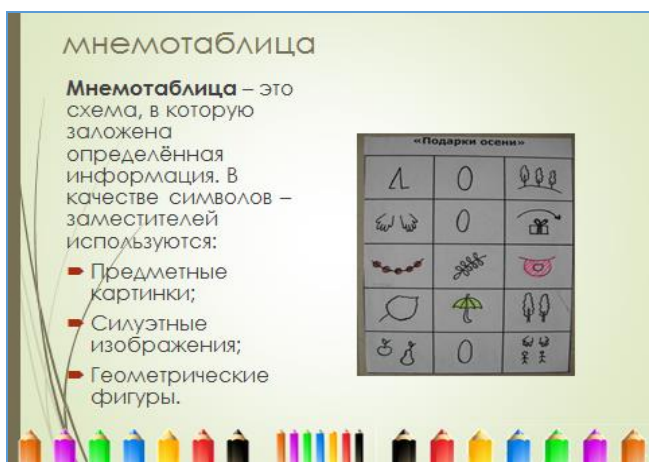 мнемотаблица
Мнемотаблица – это
схема, в которую
заложена
определённая
информация. В
качестве символов –
заместителей
используются:
Предметные
картинки;
Силуэтные
изображения;
Геометрические
фигуры.
«Подарки осени»